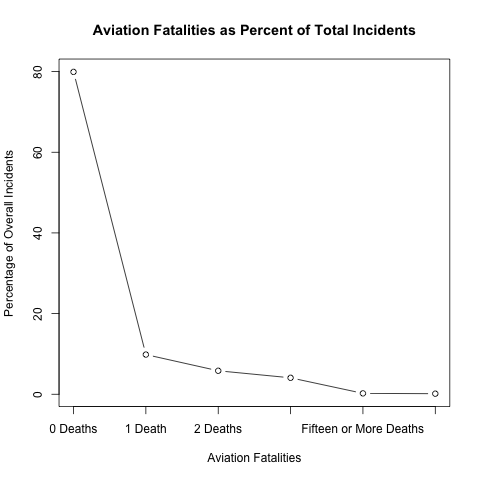 Aviation Fatalities as Percent of Total Incidents
80
60
40
20
0
Percentage of Overall Incidents
0 Deaths 1 Death 2 Deaths Fifteen or More Deaths
Aviation Fatalities